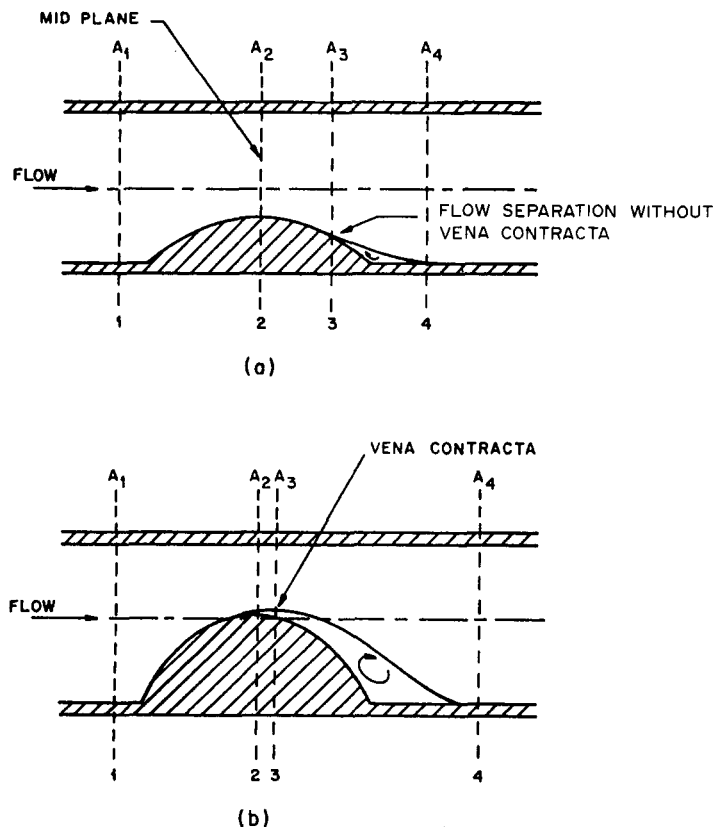 MID PLANE
A1 A2 A3 A4
FLOW
FLOW SEPARATION WITHOUT
VENA CONTRACTA
1 2 3 4
(a)
VENA CONTRACTA
A1 A2 A3 A4
FLOW
1 2 3 4
(b)